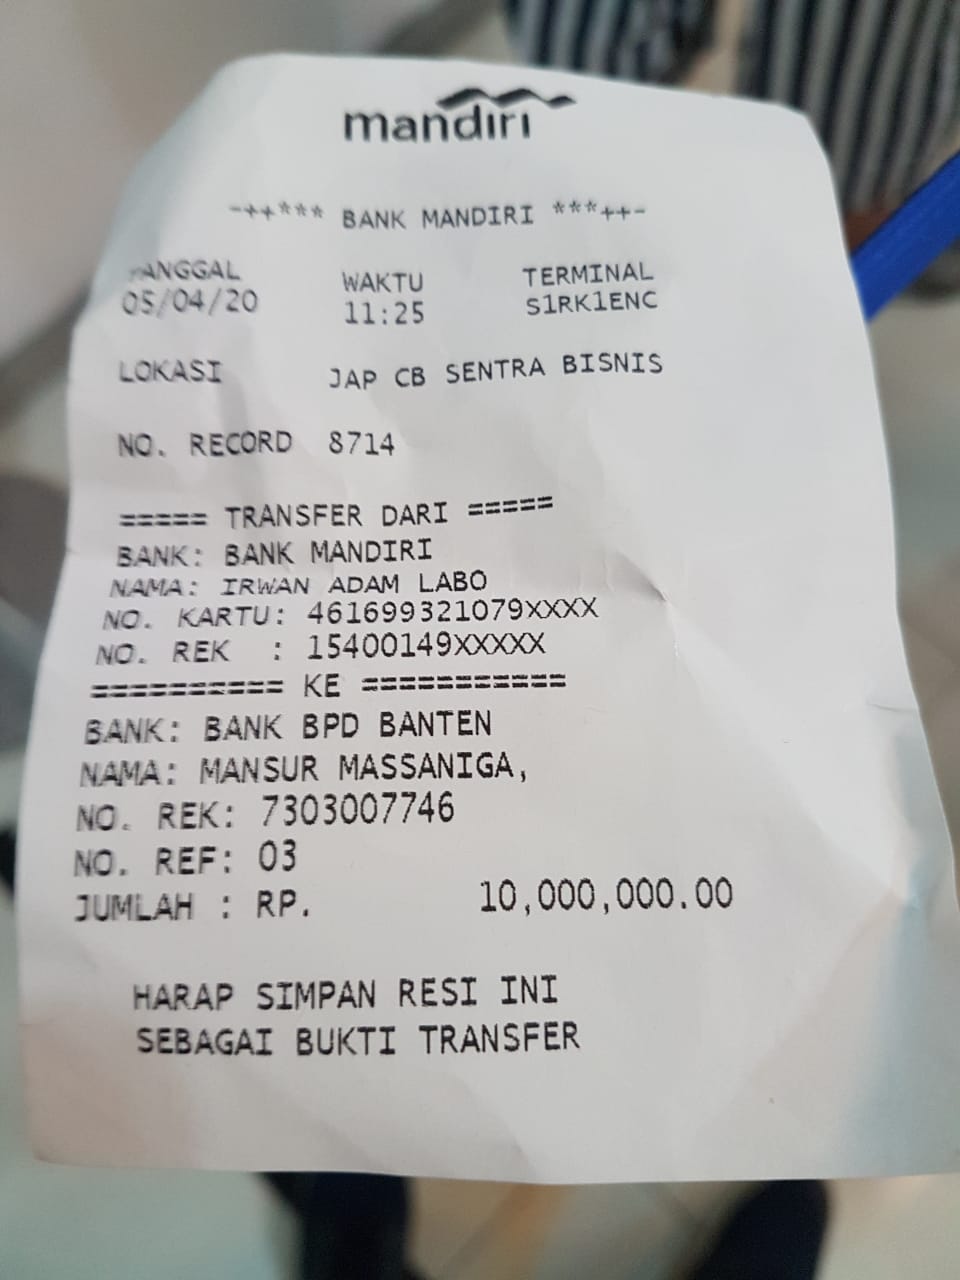 mandiri
-++*** BANK MANDIRI ***++-
TANGGAL WAKTU TERMINAL
05/04/20 11:25 S1RK1ENC
LOKASI JAP CB SENTRA BISNIS
NO. RECORD 8714
===== TRANSFER DARI =====
BANK: BANK MANDIRI
NAMA: IRWAN ADAM LABO
NO. KARTU: 461699321079XXXX
NO. REK : 15400149XXXXX
========== KE ===========
BANK: BANK BPD BANTEN
NAMA: MANSUR MASSANIGA,
NO. REK: 7303007746
NO. REF: 03
JUMLAH : RP. 10,000,000.00
HARAP SIMPAN RESI INI
SEBAGAI BUKTI TRANSFER